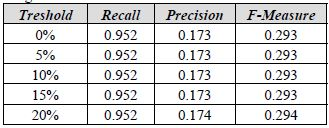 Treshold Recall Precision F-Measure
0% 0.952 0.173 0.293
5% 0.952 0.173 0.293
10% 0.952 0.173 0.293
15% 0.952 0.173 0.293
20% 0.952 0.174 0.294